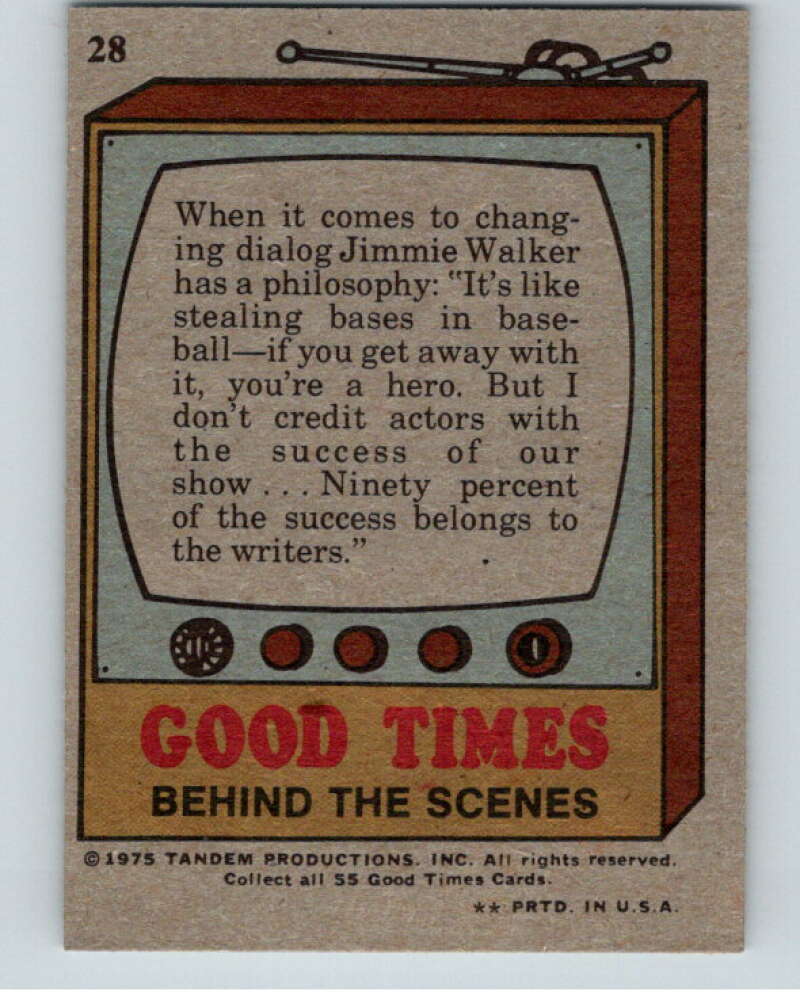 28
When it comes to chang-
ing dialog Jimmie Walker
has a philosophy: "It's like
stealing bases in base-
ball—if you get away with
it, you're a hero. But I
don't credit actors with
the success of our
show . . . Ninety percent
of the success belongs to
the writers."
GOOD TIMES
BEHIND THE SCENES
©1975 TANDEM PRODUCTIONS, INC. All rights reserved.
Collect all 55 Good Times Cards.
** PRTD. IN U.S.A.